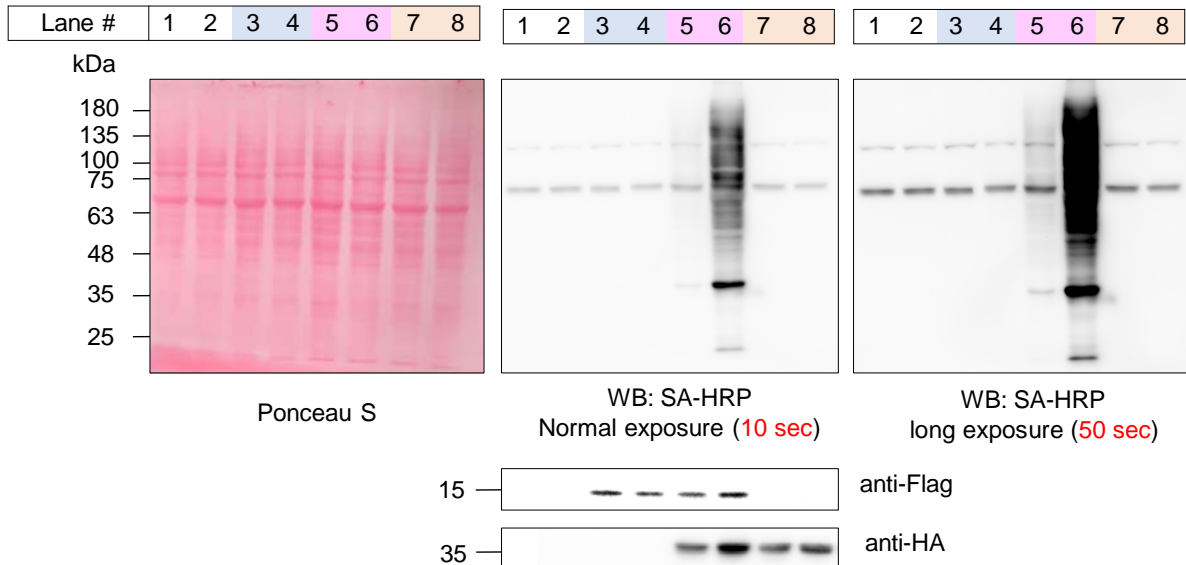 Lane # 1 2 3 4 5 6 7 8
1 2 3 4 5 6 7 8
1 2 3 4 5 6 7 8
kDa
180
135
100
75
63
48
35
25
Ponceau S
WB: SA-HRP
Normal exposure (10 sec)
WB: SA-HRP
long exposure (50 sec)
15
anti-Flag
35
anti-HA